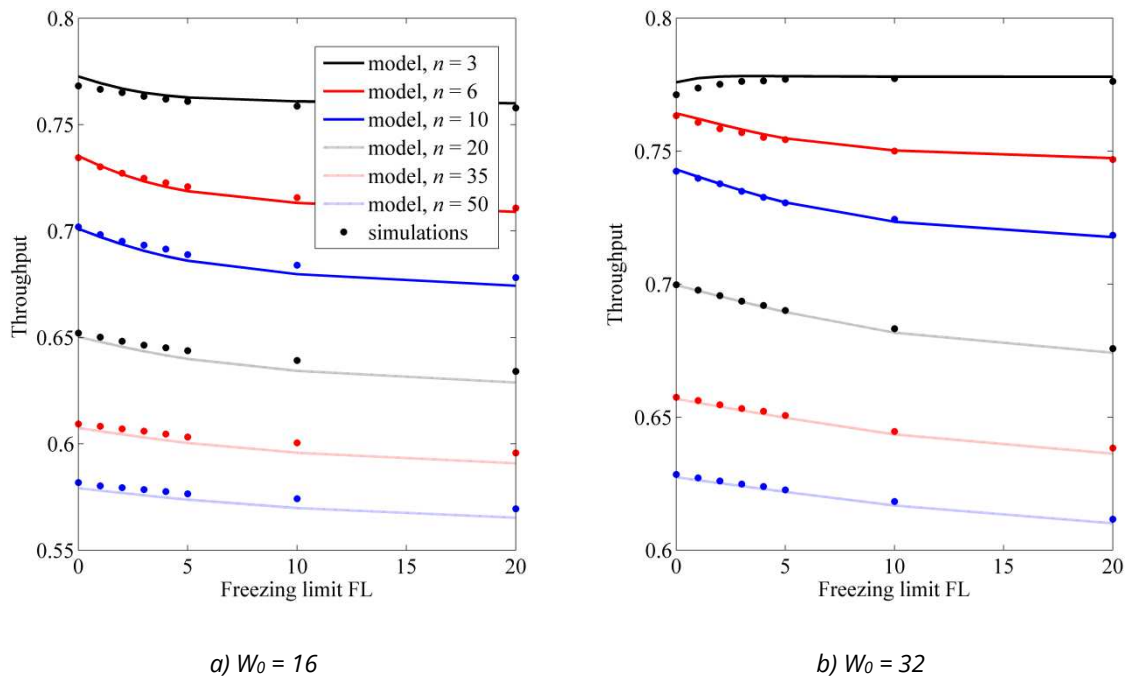 0.8
0.75
0.7
0.65
0.6
0.55
Throughput
0 5 10 15 20
Freezing limit FL
model, n = 3
model, n = 6
model, n = 10
model, n = 20
model, n = 35
model, n = 50
simulations
a) W0 = 16
0.8
0.75
0.7
0.65
0.6
Throughput
0 5 10 15 20
Freezing limit FL
b) W0 = 32